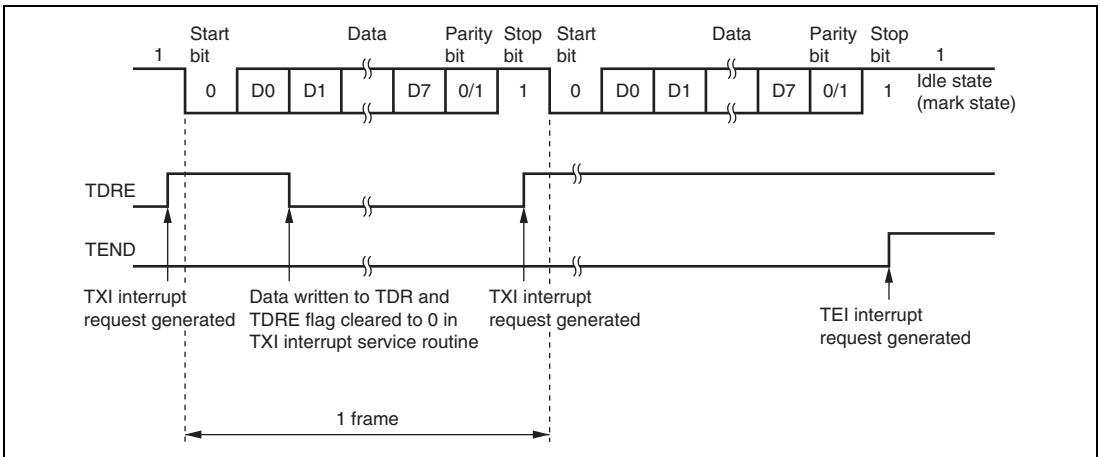 Start Data Parity Stop Start Data Parity Stop
1 bit bit bit bit bit bit 1
0 D0 D1 D7 0/1 1 0 D0 D1 D7 0/1 1 Idle state
(mark state)
TDRE
TEND
TXI interrupt
request generated
Data written to TDR and
TDRE flag cleared to 0 in
TXI interrupt service routine
TXI interrupt
request generated
TEI interrupt
request generated
1 frame